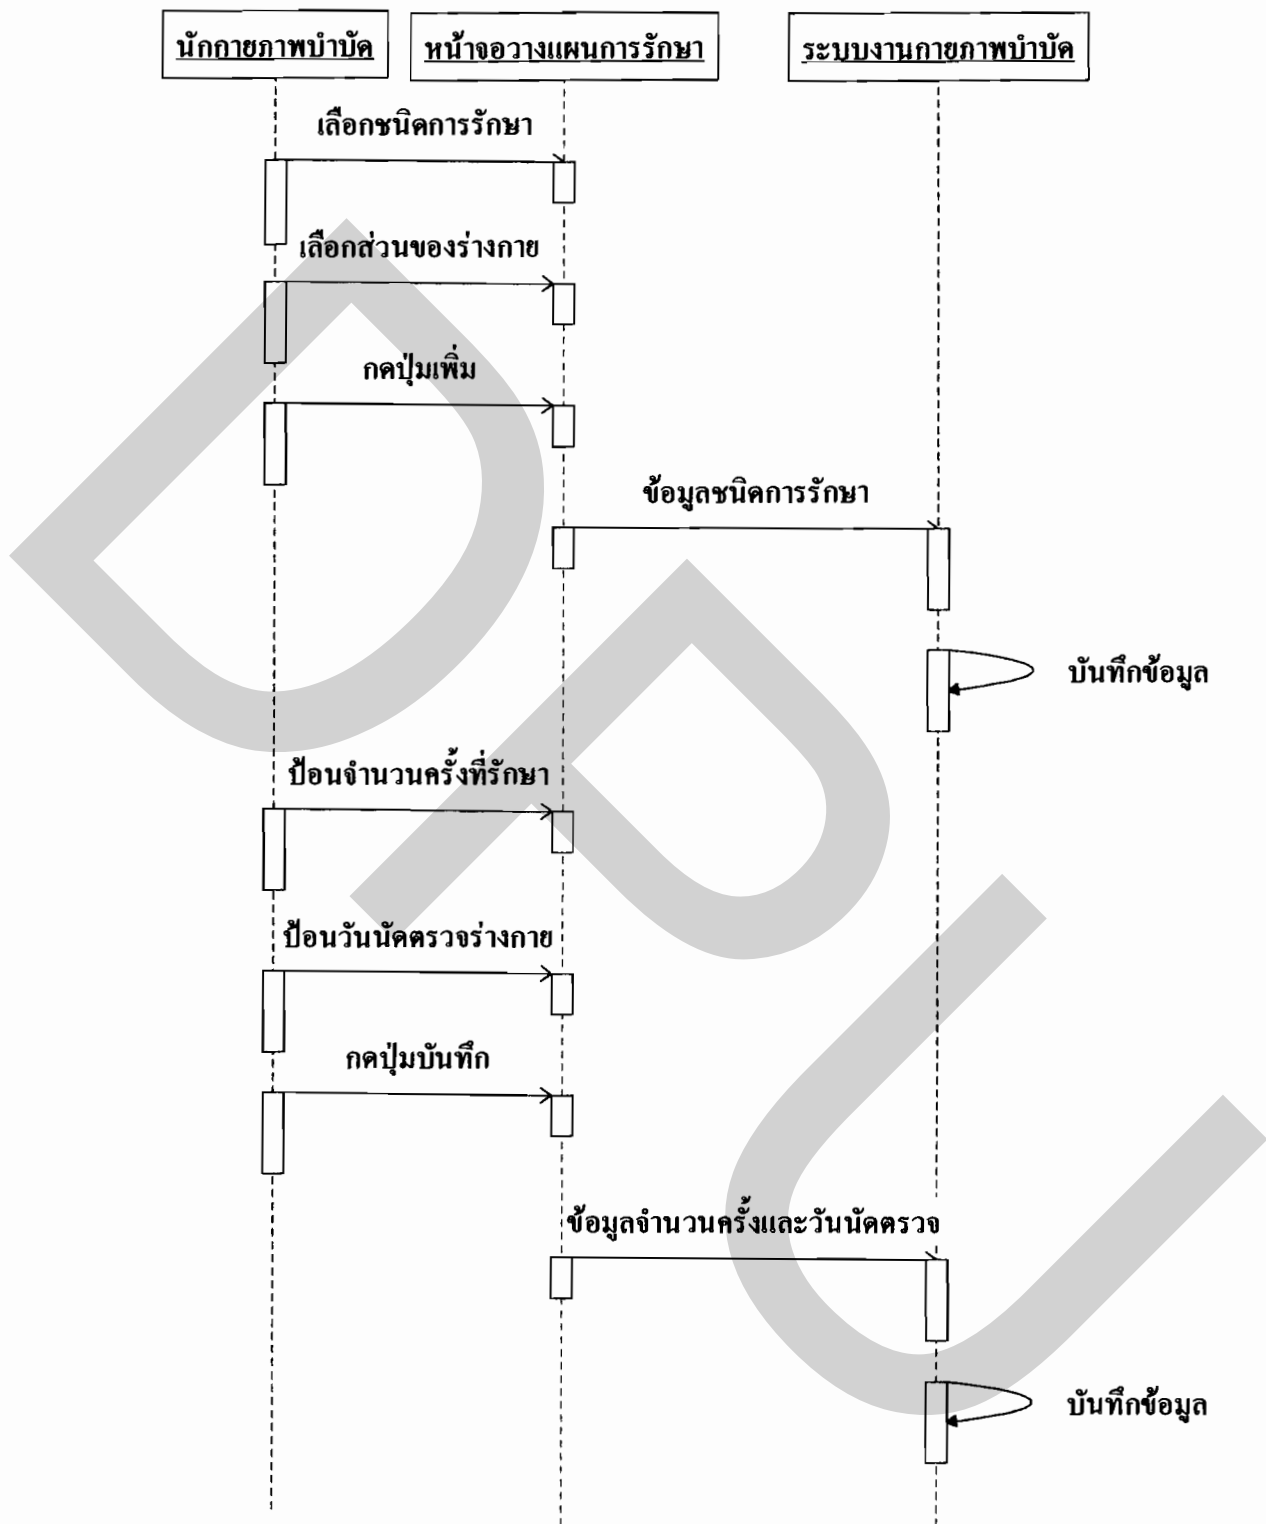 นักกายภาพบำบัด
หน้าจอวางแผนการรักษา
ระบบงานกายภาพบำบัด
เลือกชนิดการรักษา
เลือกส่วนของร่างกาย
กดปุ่มเพิ่ม
ข้อมูลชนิดการรักษา
บันทึกข้อมูล
ป้อนจำนวนครั้งที่รักษา
ป้อนวันนัดตรวจร่างกาย
กดปุ่มบันทึก
ข้อมูลจำนวนครั้งและวันนัดตรวจ
บันทึกข้อมูล
DPU